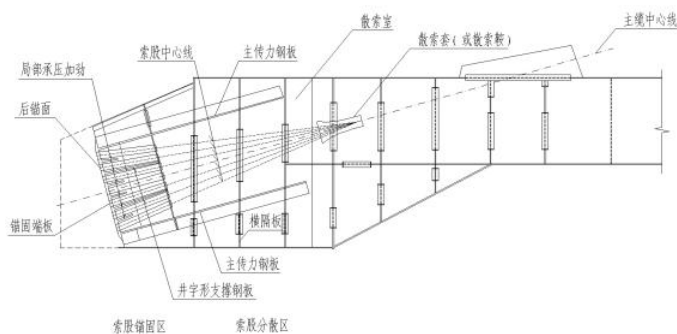 主缆中心线
散索室
散索套(或散索鞍)
索股中心线
主传力钢板
局部承压加劲
后锚面
锚固端板
横隔板
主传力钢板
井字形支撑钢板
索股锚固区
索股分散区